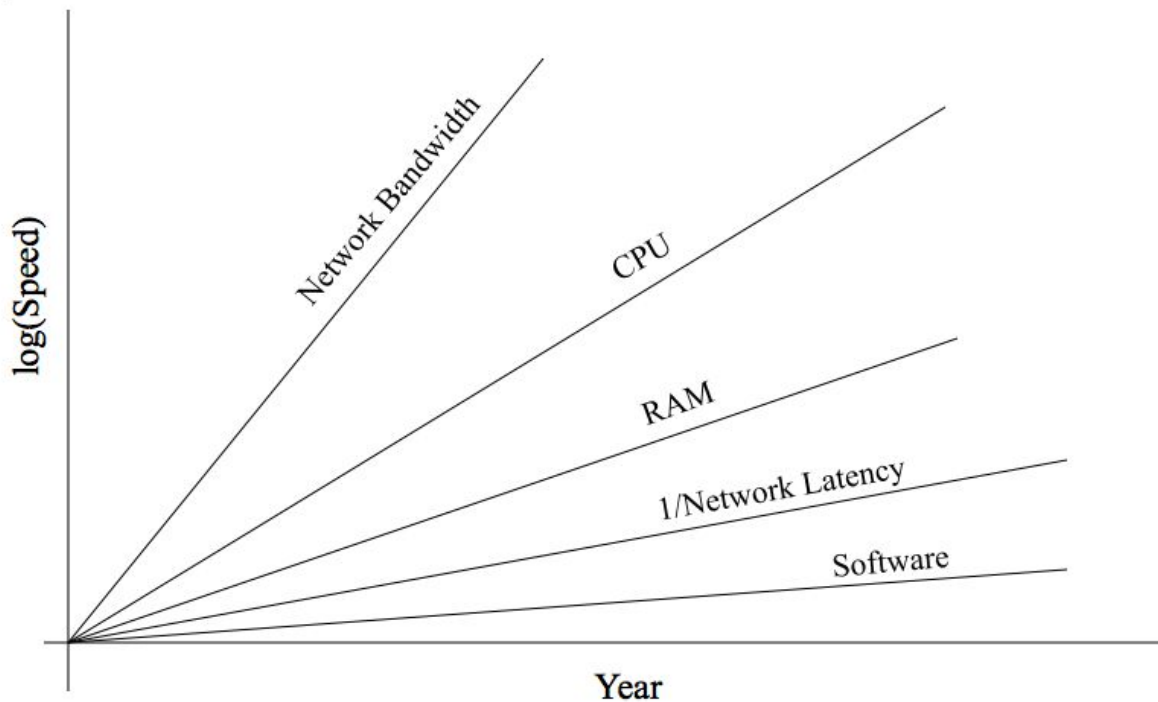 Network Bandwidth
CPU
log(Speed)
RAM
1/Network Latency
Software
Year